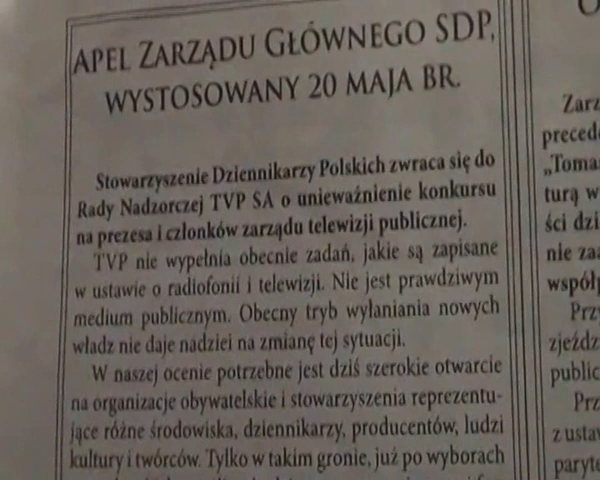 APEL ZARZĄDU GŁÓWNEGO SDP,
WYSTOSOWANY 20 MAJA BR.
Stowarzyszenie Dziennikarzy Polskich zwraca się do
Rady Nadzorczej TVP SA o unieważnienie konkursu
na prezesa i członków zarządu telewizji publicznej.
TVP nie wypełnia obecnie zadań, jakie są zapisane
w ustawie o radiofonii i telewizji. Nie jest prawdziwym
medium publicznym. Obecny tryb wyłaniania nowych
władz nie daje nadziei na zmianę tej sytuacji.
W naszej ocenie potrzebne jest dziś szerokie otwarcie
na organizacje obywatelskie i stowarzyszenia reprezentu-
jące różne środowiska, dziennikarzy, producentów, ludzi
kultury i twórców. Tylko w takim gronie, już po wyborach
Zarz
preced
„Toma
turą w
ści dzi
nie za
współp
Przy
zjeźdz
public
Prz
z ustaw
paryte